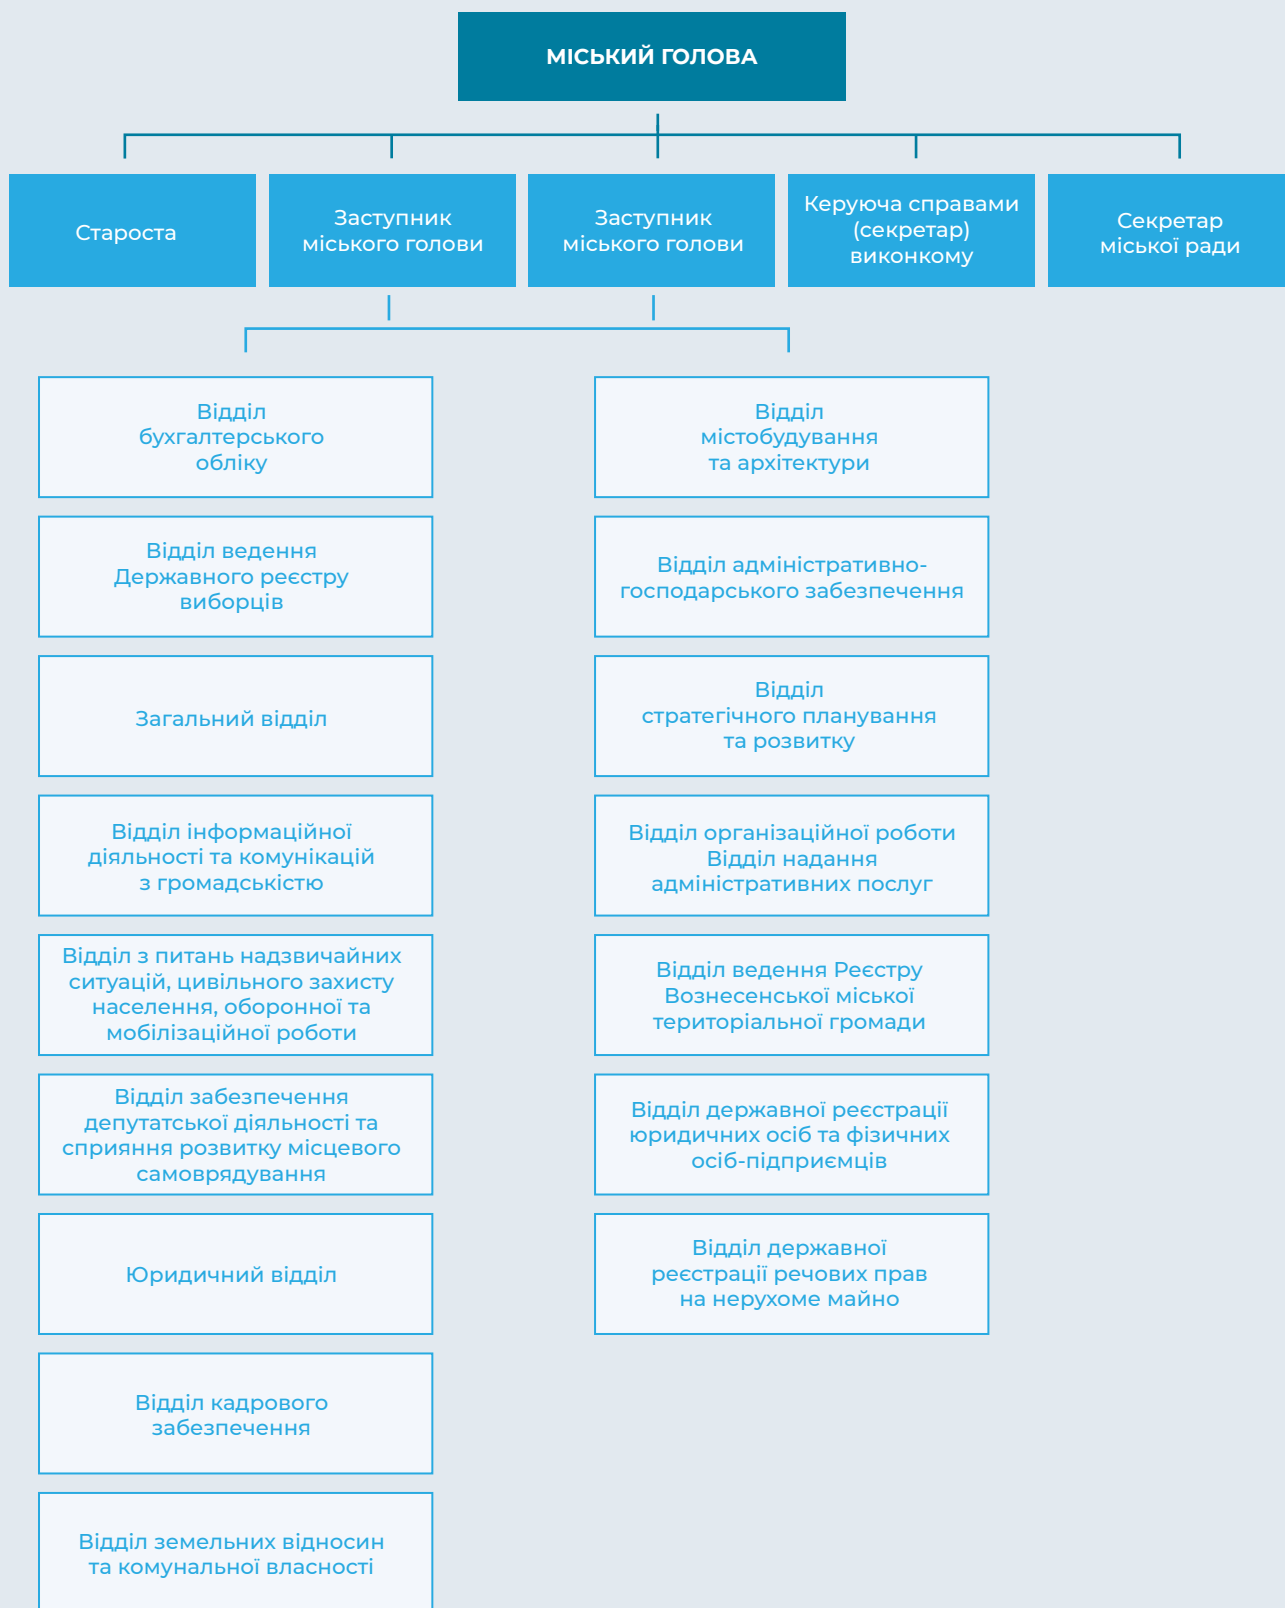 МІСЬКИЙ ГОЛОВА
Староста
Заступник
міського голови
Заступник
міського голови
Керуюча справами
(секретар)
виконкому
Секретар
міської ради
Відділ
бухгалтерського
обліку
Відділ ведення
Державного реєстру
виборців
Загальний відділ
Відділ інформаційної
діяльності та комунікацій
з громадськістю
Відділ з питань надзвичайних
ситуацій, цивільного захисту
населення, оборонної та
мобілізаційної роботи
Відділ забезпечення
депутатської діяльності та
сприяння розвитку місцевого
самоврядування
Юридичний відділ
Відділ кадрового
забезпечення
Відділ земельних відносин
та комунальної власності
Відділ
містобудування
та архітектури
Відділ адміністративно-
господарського забезпечення
Відділ
стратегічного планування
та розвитку
Відділ організаційної роботи
Відділ надання
адміністративних послуг
Відділ ведення Реєстру
Вознесенської міської
територіальної громади
Відділ державної реєстрації
юридичних осіб та фізичних
осіб-підприємців
Відділ державної
реєстрації речових прав
на нерухоме майно